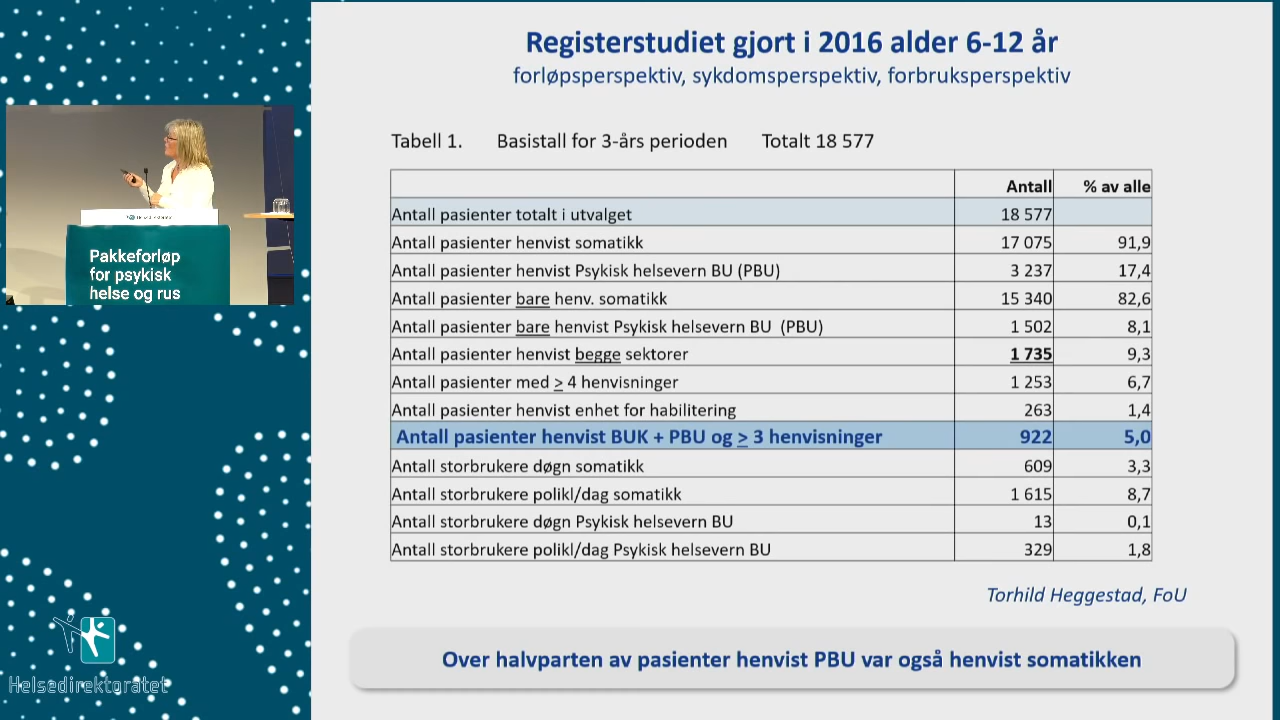 Registerstudiet gjort i 2016 alder 6-12 år
forløpsperspektiv, sykdomsperspektiv, forbruksperspektiv
Tabell 1. Basistall for 3-års perioden Totalt 18 577
Antall % av alle
Antall pasienter totalt i utvalget 18 577
Antall pasienter henvist somatikk 17 075 91,9
Antall pasienter henvist Psykisk helsevern BU (PBU) 3 237 17,4
Antall pasienter bare henv. somatikk 15 340 82,6
Antall pasienter bare henvist Psykisk helsevern BU (PBU) 1 502 8,1
Antall pasienter henvist begge sektorer 1 735 9,3
Antall pasienter med ≥ 4 henvisninger 1 253 6,7
Antall pasienter henvist enhet for habilitering 263 1,4
Antall pasienter henvist BUK + PBU og ≥ 3 henvisninger 922 5,0
Antall storbrukere døgn somatikk 609 3,3
Antall storbrukere polikl/dag somatikk 1 615 8,7
Antall storbrukere døgn Psykisk helsevern BU 13 0,1
Antall storbrukere polikl/dag Psykisk helsevern BU 329 1,8
Torhild Heggestad, FoU
Over halvparten av pasienter henvist PBU var også henvist somatikken
Pakkeforløp
for psykisk
helse og rus
Helsedirektoratet